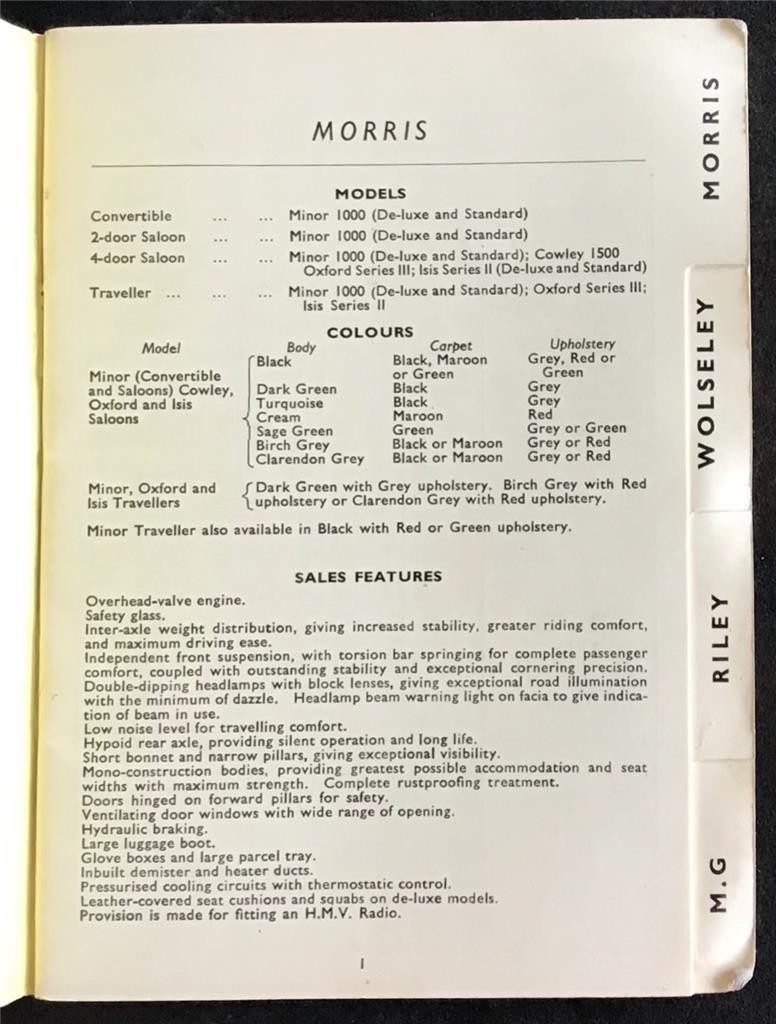 MORRIS
MODELS
Convertible ... ... Minor 1000 (De-luxe and Standard)
2-door Saloon ... ... Minor 1000 (De-luxe and Standard)
4-door Saloon ... ... Minor 1000 (De-luxe and Standard); Cowley 1500
Oxford Series III; Isis Series II (De-luxe and Standard)
Traveller ... ... ... Minor 1000 (De-luxe and Standard); Oxford Series III;
Isis Series II
COLOURS
Model Body Carpet Upholstery
Minor (Convertible and Saloons) Cowley, Oxford and Isis Saloons
Black Black, Maroon or Green Grey, Red or Green
Dark Green Black Grey
Turquoise Black Grey
Cream Maroon Red
Sage Green Green Grey or Green
Birch Grey Black or Maroon Grey or Red
Clarendon Grey Black or Maroon Grey or Red
Minor, Oxford and Isis Travellers
Dark Green with Grey upholstery. Birch Grey with Red
upholstery or Clarendon Grey with Red upholstery.
Minor Traveller also available in Black with Red or Green upholstery.
SALES FEATURES
Overhead-valve engine.
Safety glass.
Inter-axle weight distribution, giving increased stability, greater riding comfort,
and maximum driving ease.
Independent front suspension, with torsion bar springing for complete passenger
comfort, coupled with outstanding stability and exceptional cornering precision.
Double-dipping headlamps with block lenses, giving exceptional road illumination
with the minimum of dazzle. Headlamp beam warning light on facia to give indica-
tion of beam in use.
Low noise level for travelling comfort.
Hypoid rear axle, providing silent operation and long life.
Short bonnet and narrow pillars, giving exceptional visibility.
Mono-construction bodies, providing greatest possible accommodation and seat
widths with maximum strength. Complete rustproofing treatment.
Doors hinged on forward pillars for safety.
Ventilating door windows with wide range of opening.
Hydraulic braking.
Large luggage boot.
Glove boxes and large parcel tray.
Inbuilt demister and heater ducts.
Pressurised cooling circuits with thermostatic control.
Leather-covered seat cushions and squabs on de-luxe models.
Provision is made for fitting an H.M.V. Radio.
1
MORRIS
WOLSELEY
RILEY
M.G